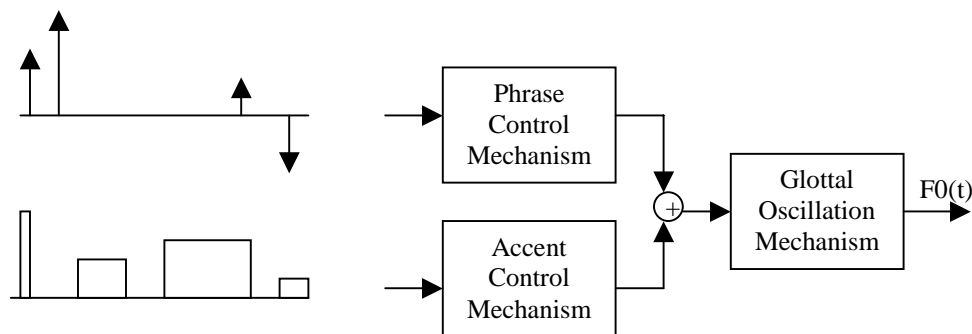 Phrase
Control
Mechanism
+
Glottal
Oscillation
Mechanism
F0(t)
Accent
Control
Mechanism